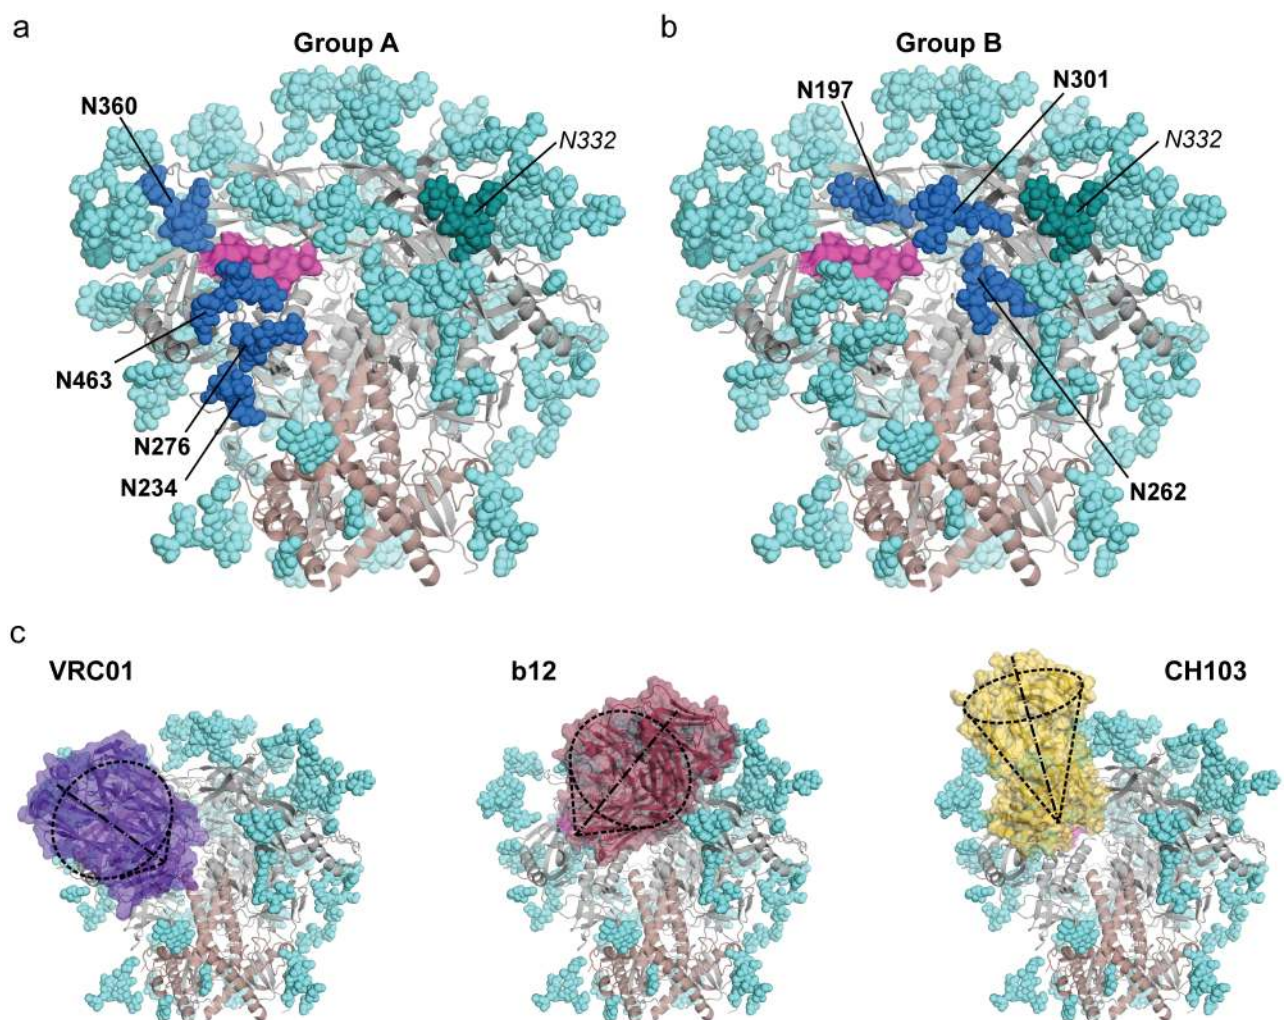 a
Group A
N360
N332
N463
N276
N234
b
Group B
N197
N301
N332
N262
c
VRC01
b12
CH103